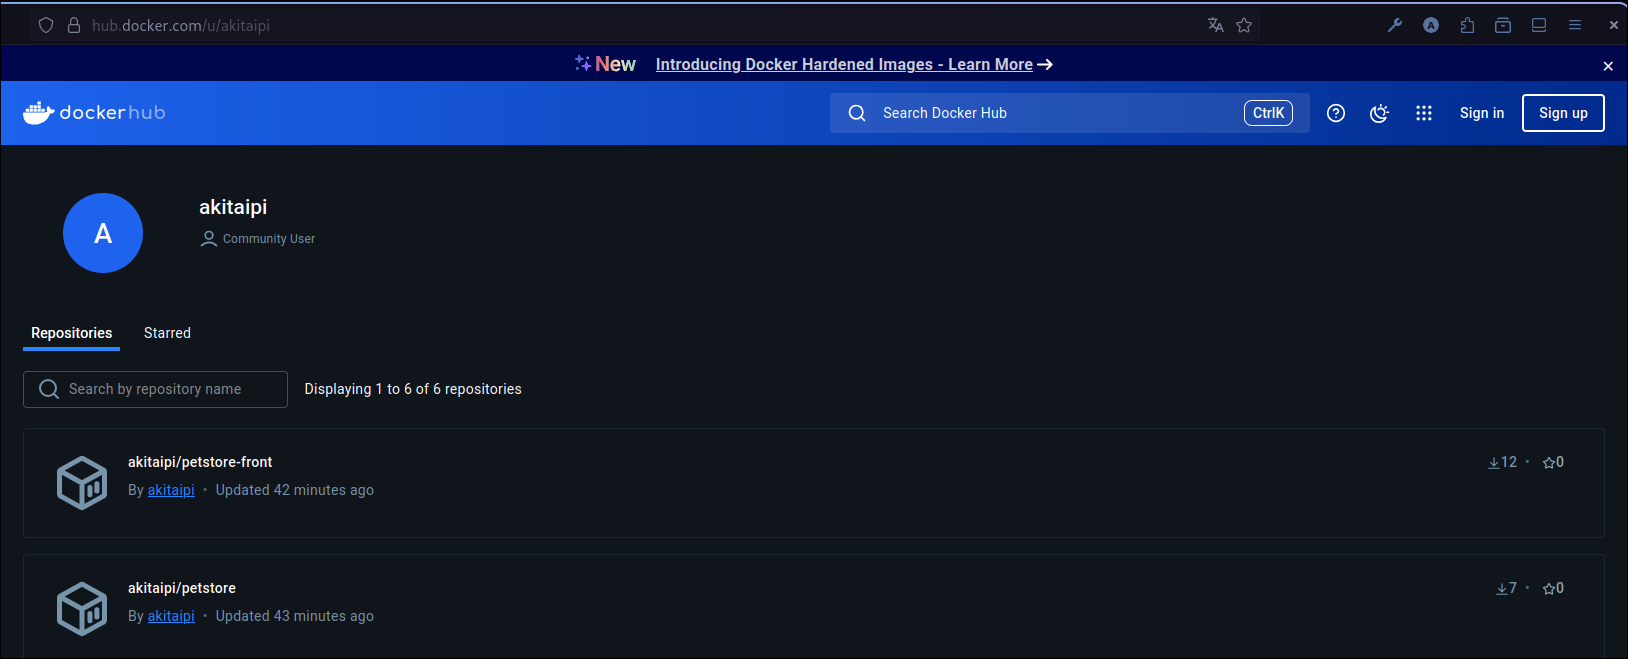 hub.docker.com/u/akitaipi
A
New Introducing Docker Hardened Images - Learn More
dockerhub
Search Docker Hub
CtrlK
Sign in
Sign up
A
akitaipi
Community User
Repositories
Starred
Search by repository name
Displaying 1 to 6 of 6 repositories
akitaipi/petstore-front
12 · 0
By akitaipi · Updated 42 minutes ago
akitaipi/petstore
7 · 0
By akitaipi · Updated 43 minutes ago